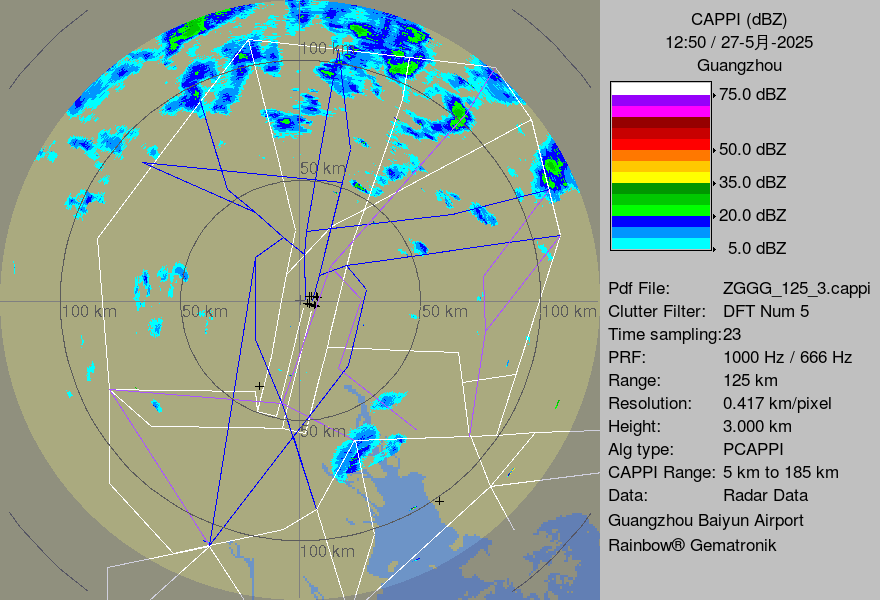 CAPPI (dBZ)
12:50 / 27-5月-2025
Guangzhou
75.0 dBZ
50.0 dBZ
35.0 dBZ
20.0 dBZ
5.0 dBZ
Pdf File: ZGGG_125_3.cappi
Clutter Filter: DFT Num 5
Time sampling:23
PRF: 1000 Hz / 666 Hz
Range: 125 km
Resolution: 0.417 km/pixel
Height: 3.000 km
Alg type: PCAPPI
CAPPI Range: 5 km to 185 km
Data: Radar Data
Guangzhou Baiyun Airport
Rainbow® Gematronik
100 km
50 km
100 km
50 km
50 km
100 km
50 km
100 km